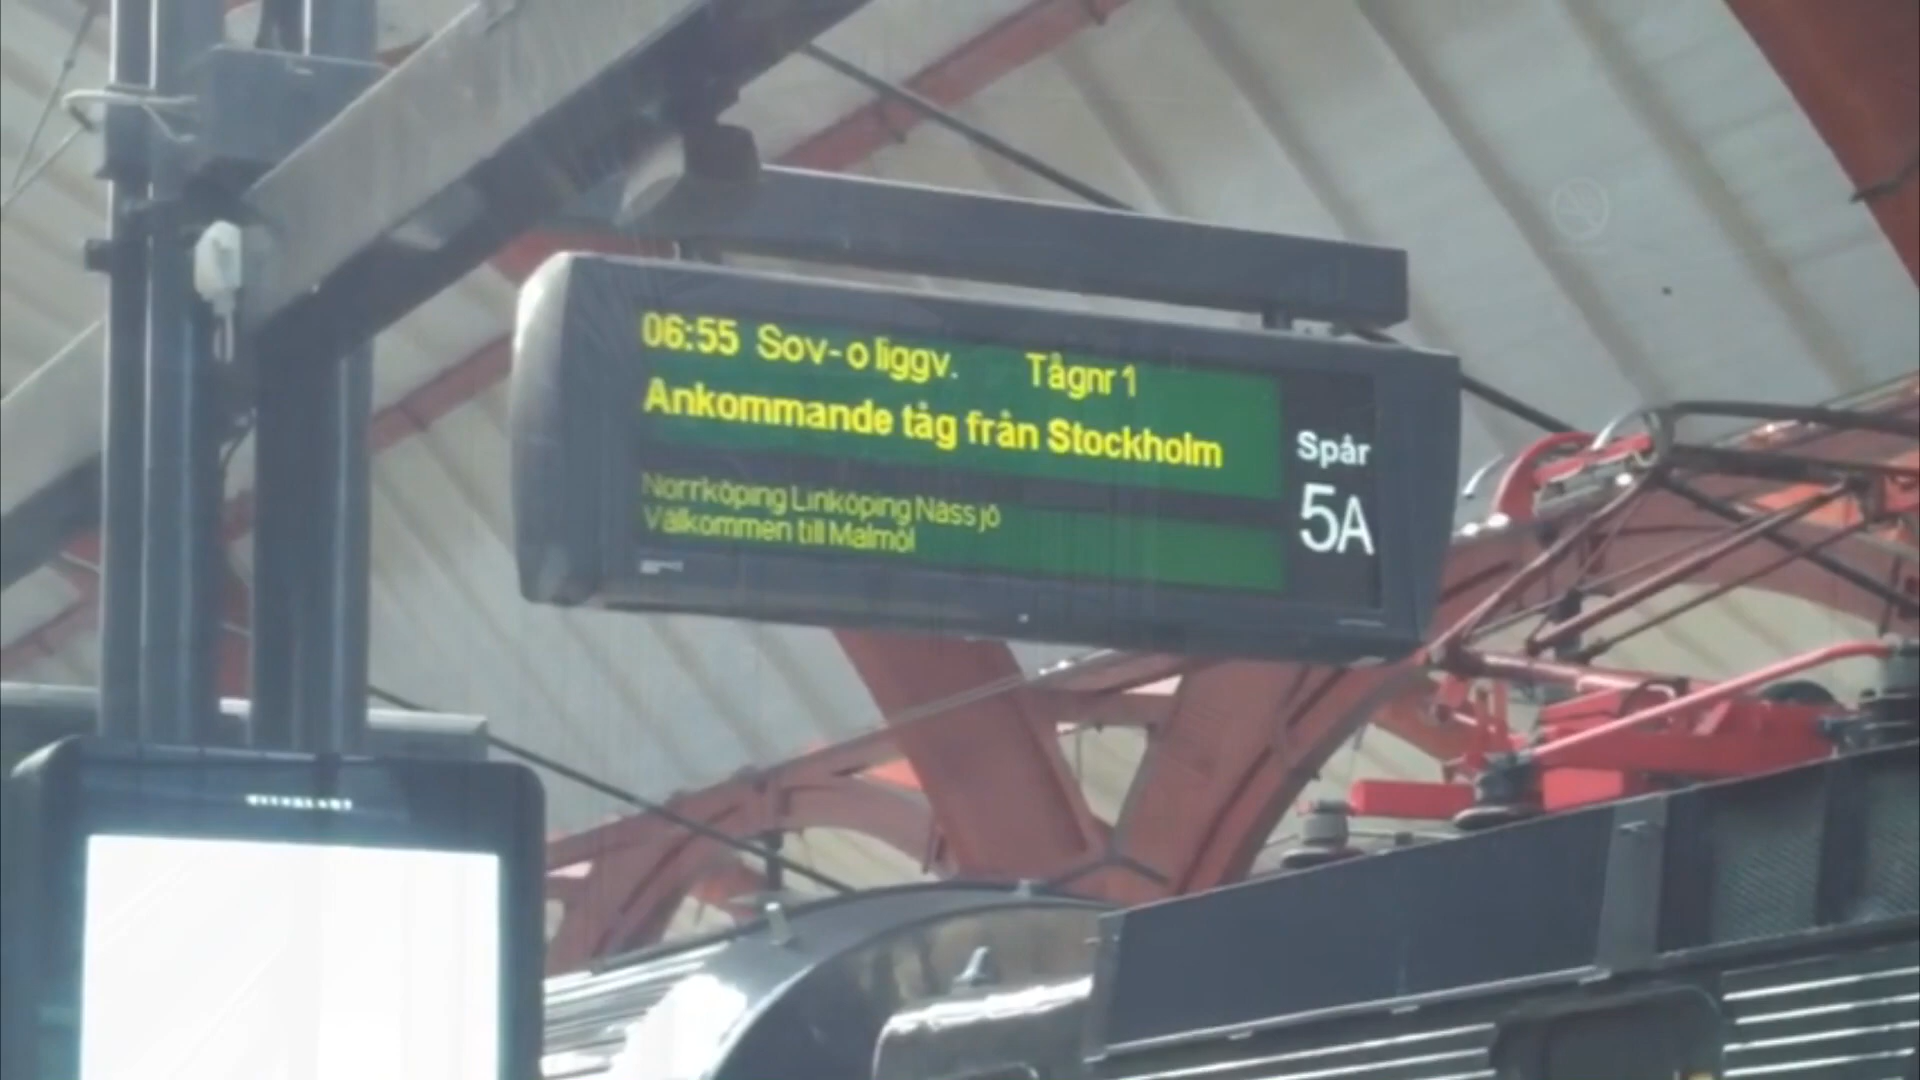 06:55 Sov- o liggv. Tågnr 1
Ankommande tåg från Stockholm
Norrköping Linköping Nässjö
Välkommen till Malmö!
Spår
5A